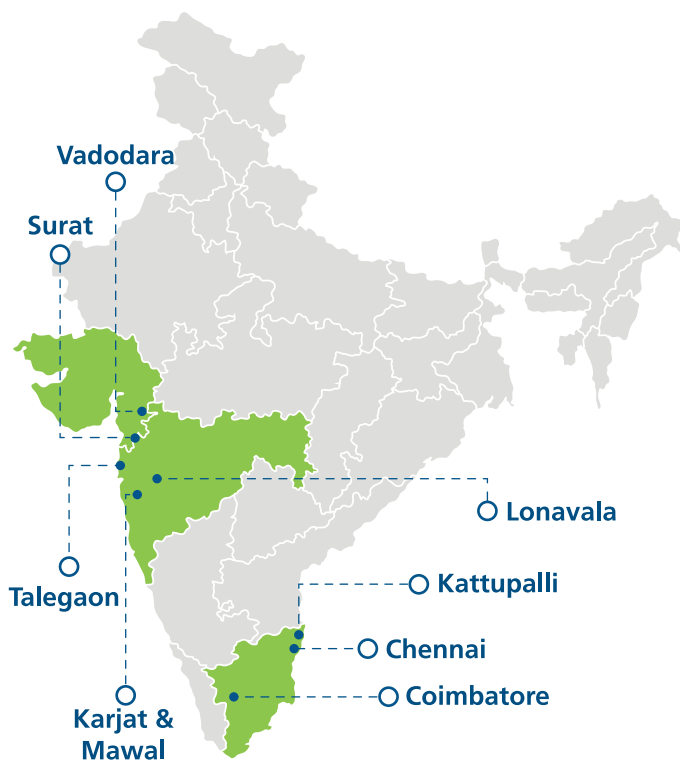 Vadodara
Surat
Lonavala
Kattupalli
Talegaon
Chennai
Coimbatore
Karjat &
Mawal